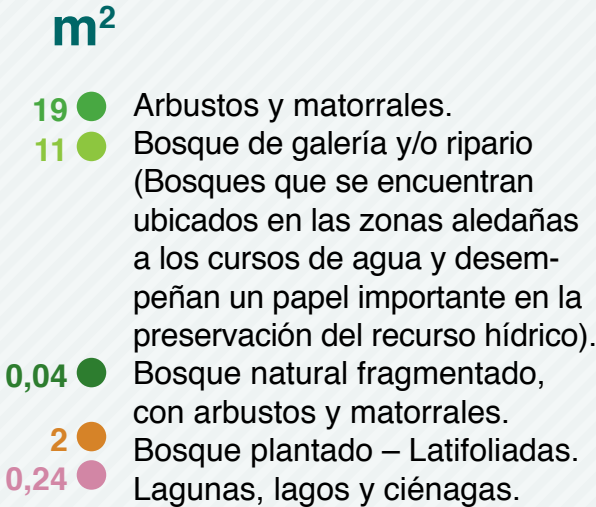 m²
19 Arbustos y matorrales.
11 Bosque de galería y/o ripario
(Bosques que se encuentran
ubicados en las zonas aledañas
a los cursos de agua y desem-
peñan un papel importante en la
preservación del recurso hídrico).
0,04 Bosque natural fragmentado,
con arbustos y matorrales.
2 Bosque plantado – Latifoliadas.
0,24 Lagunas, lagos y ciénagas.